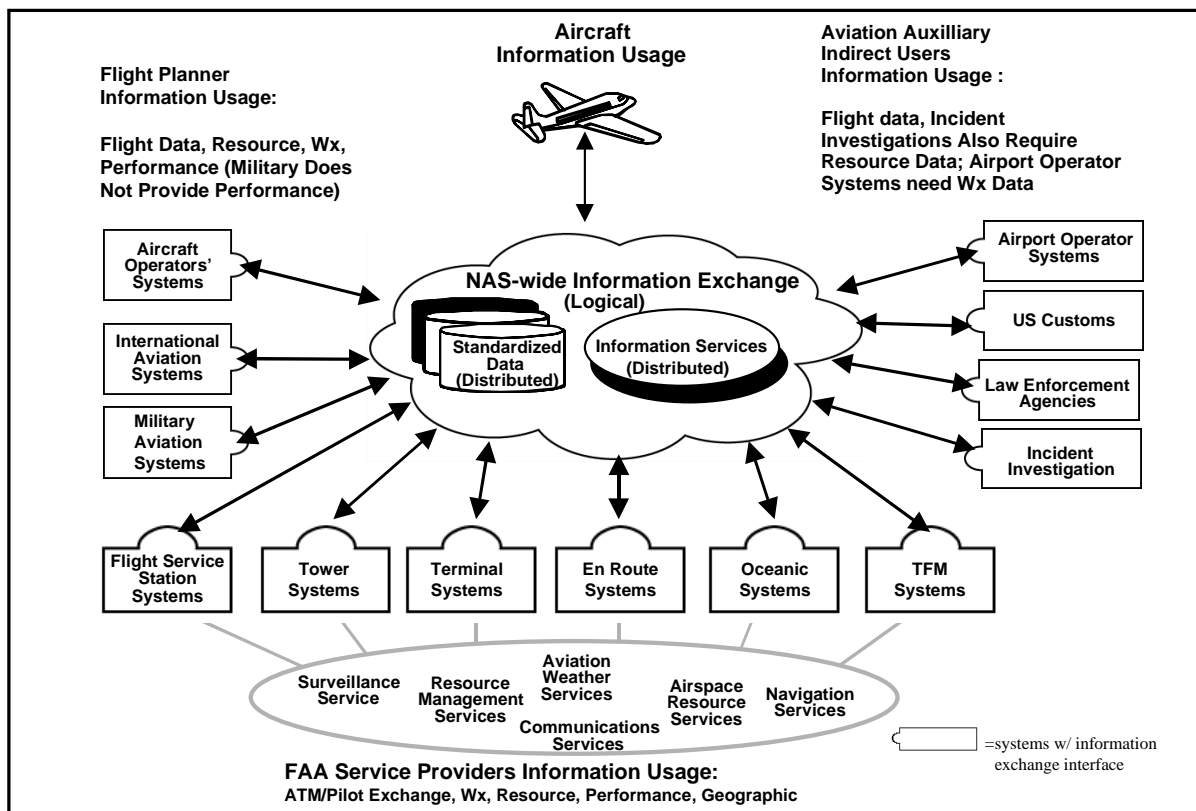 Aircraft
Information Usage
Flight Planner
Information Usage:
Flight Data, Resource, Wx,
Performance (Military Does
Not Provide Performance)
Aviation Auxilliary
Indirect Users
Information Usage :
Flight data, Incident
Investigations Also Require
Resource Data; Airport Operator
Systems need Wx Data
Aircraft
Operators'
Systems
International
Aviation
Systems
Military
Aviation
Systems
NAS-wide Information Exchange
(Logical)
Standardized
Data
(Distributed)
Information Services
(Distributed)
Airport Operator
Systems
US Customs
Law Enforcement
Agencies
Incident
Investigation
Flight Service
Station
Systems
Tower
Systems
Terminal
Systems
En Route
Systems
Oceanic
Systems
TFM
Systems
Surveillance
Service
Resource
Management
Services
Aviation
Weather
Services
Communications
Services
Airspace
Resource
Services
Navigation
Services
=systems w/ information
exchange interface
FAA Service Providers Information Usage:
ATM/Pilot Exchange, Wx, Resource, Performance, Geographic